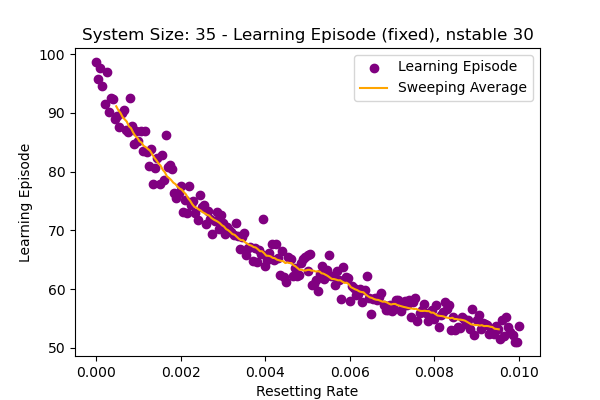 System Size: 35 - Learning Episode (fixed), nstable 30
Learning Episode
Sweeping Average
100
90
80
70
60
50
Learning Episode
0.000
0.002
0.004
0.006
0.008
0.010
Resetting Rate